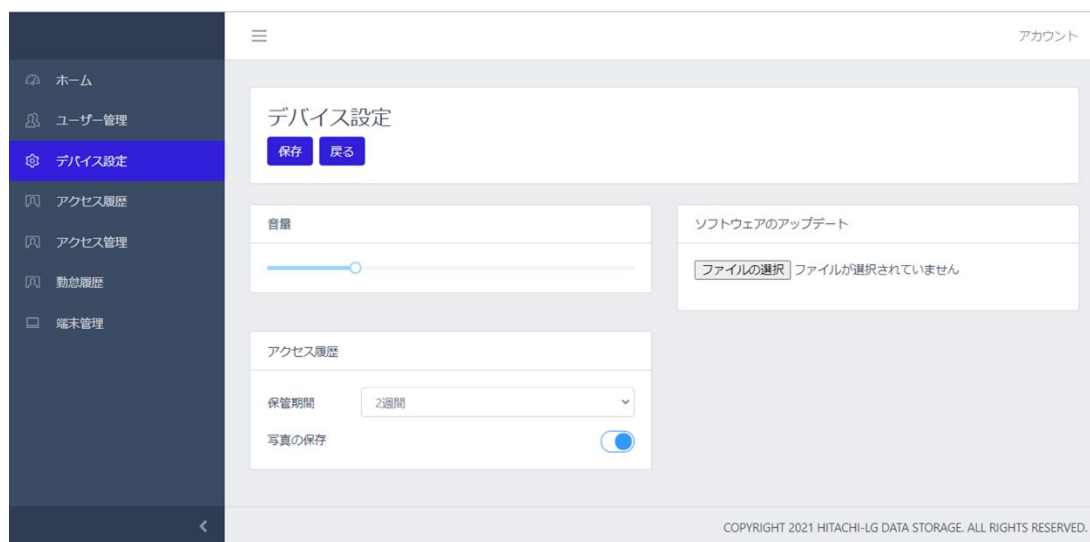 アカウント
ホーム
ユーザー管理
デバイス設定
アクセス履歴
アクセス管理
勤怠履歴
端末管理
デバイス設定
保存 戻る
音量
ソフトウェアのアップデート
ファイルの選択 ファイルが選択されていません
アクセス履歴
保管期間 2週間
写真の保存
COPYRIGHT 2021 HITACHI-LG DATA STORAGE. ALL RIGHTS RESERVED.